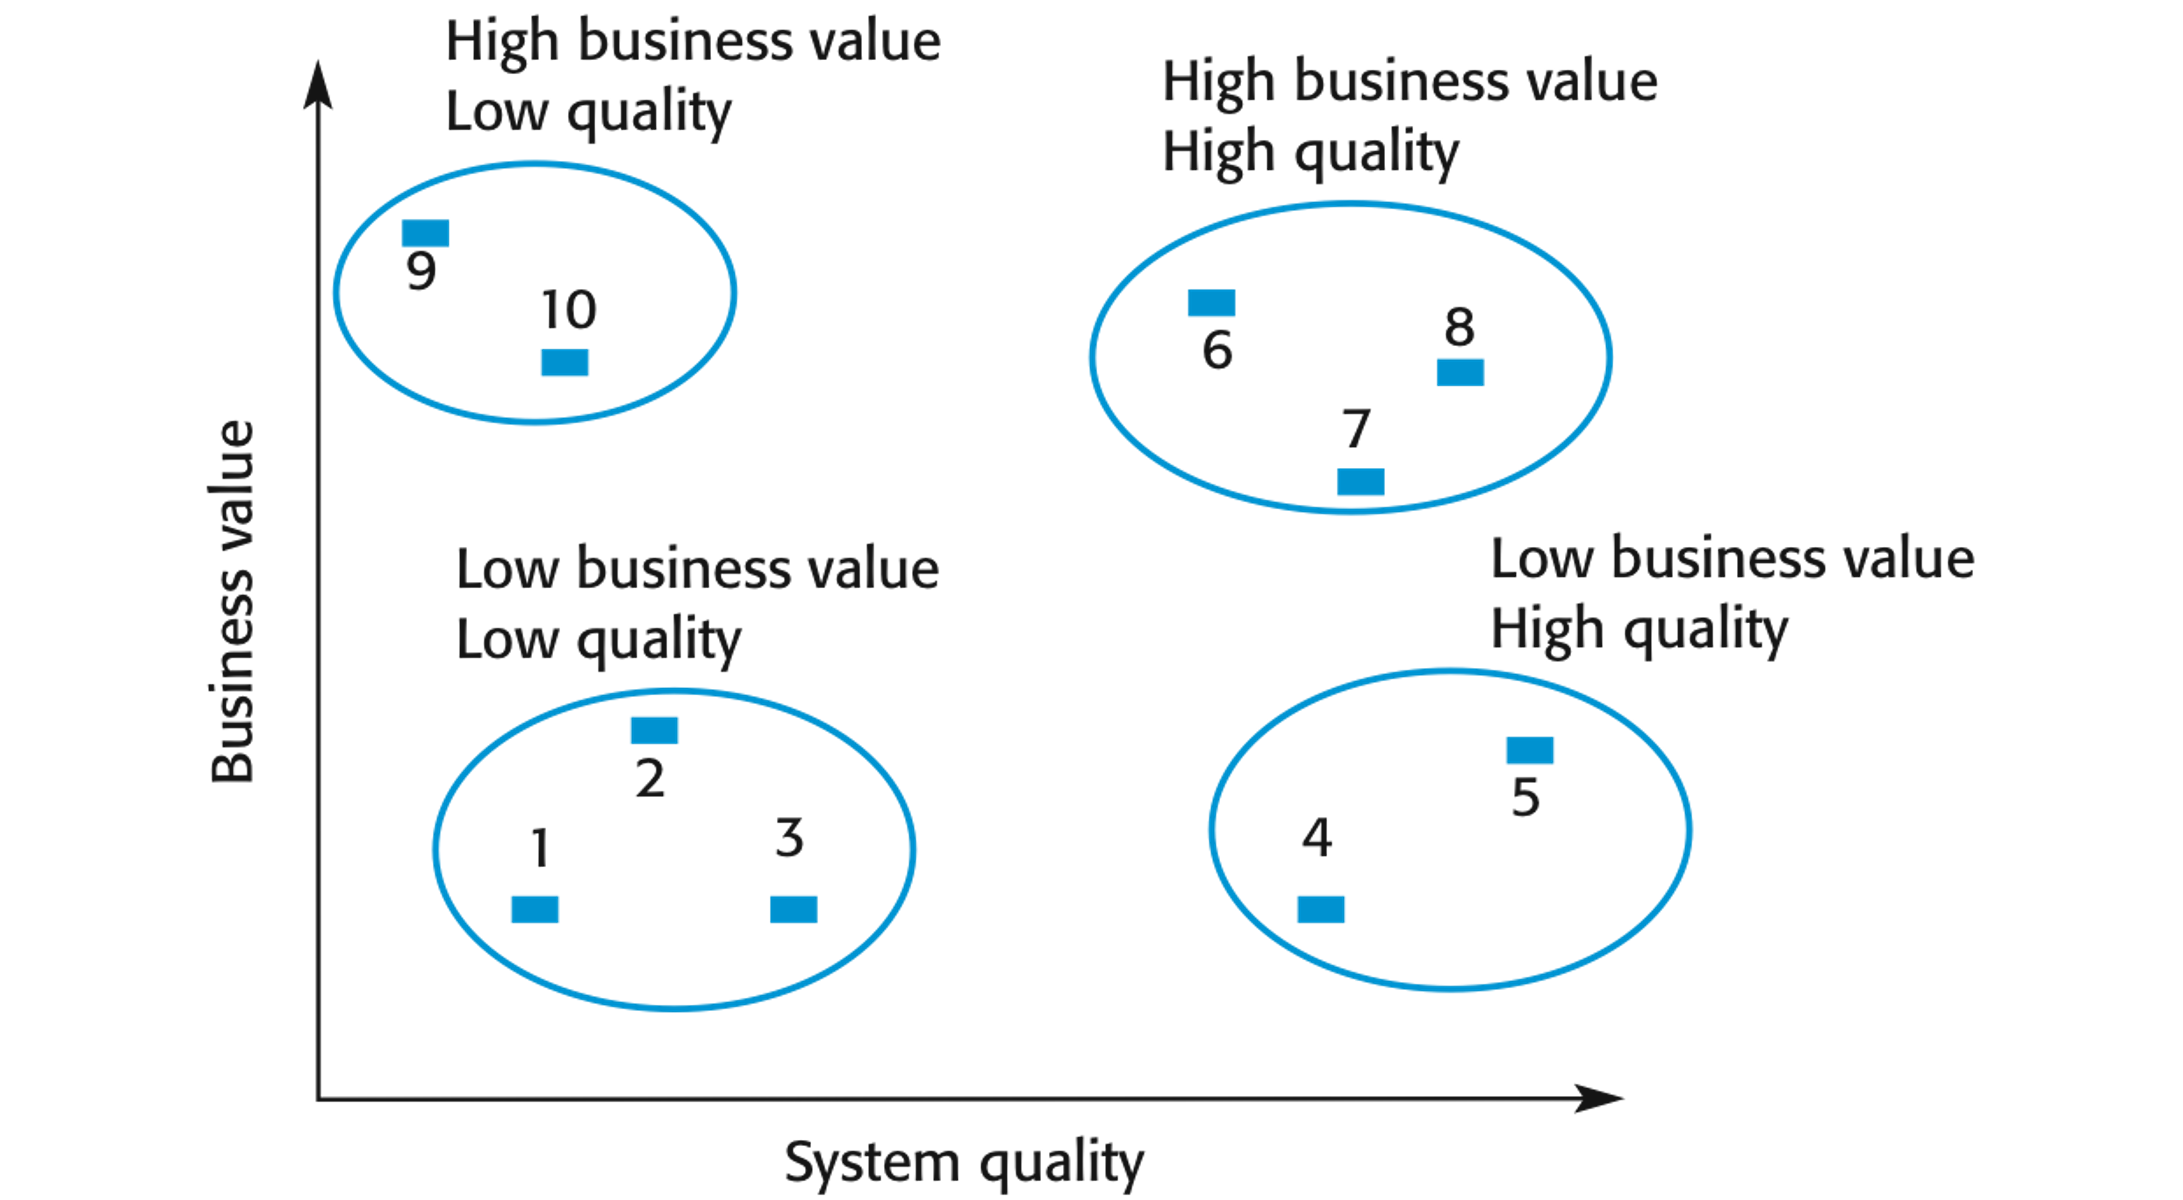 High business value
Low quality
High business value
High quality
9
10
6
8
7
Business value
Low business value
Low quality
Low business value
High quality
2
1
3
5
4
System quality